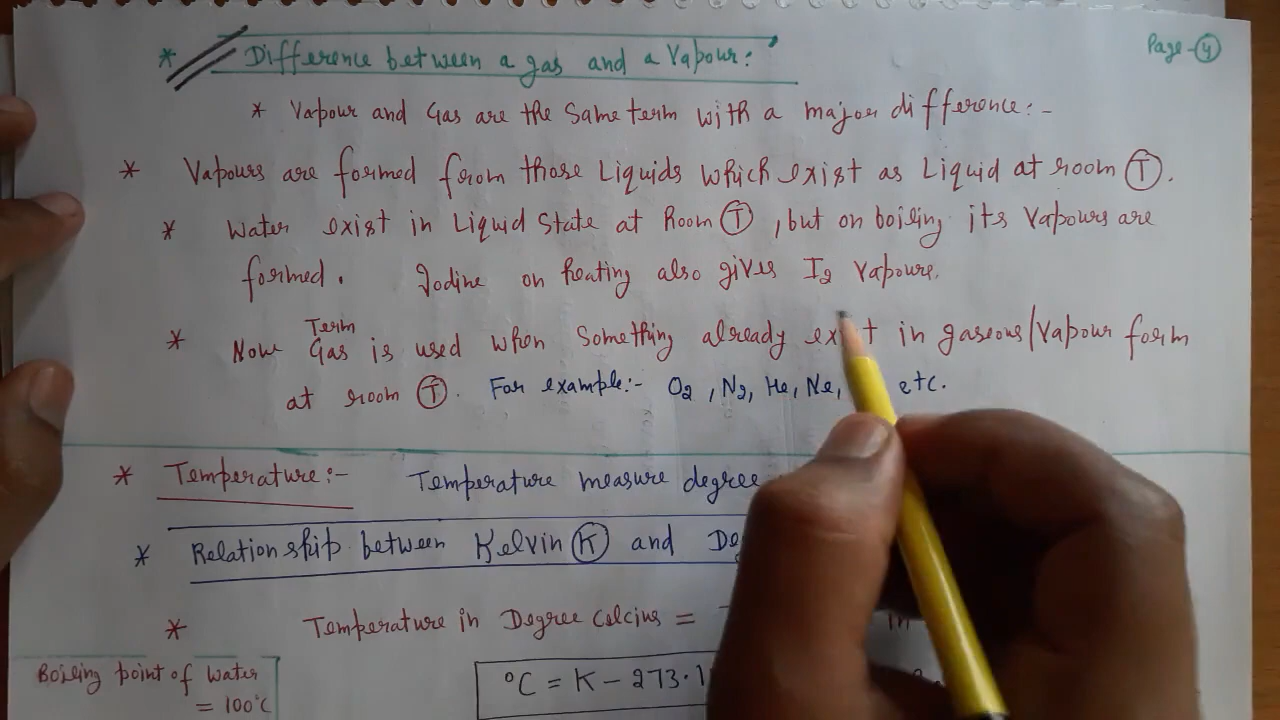 * Difference between a gas and a Vapour:
Page-4
* Vapour and Gas are the Same term with a major difference:-
* Vapours are formed from those Liquids which exist as Liquid at room T.
* Water exist in Liquid State at Room T, but on boiling its Vapours are
formed. Iodine on heating also gives I2 Vapours.
Term
* Now Gas is used when Something already exist in gaseous/Vapour form
at room T. For example:- O2, N2, He, Ne, etc.
* Temperature:- Temperature measure degree
* Relationship between Kelvin K and De
* Temperature in Degree Celcius = in
°C = K - 273.1
Boiling point of Water
= 100°C